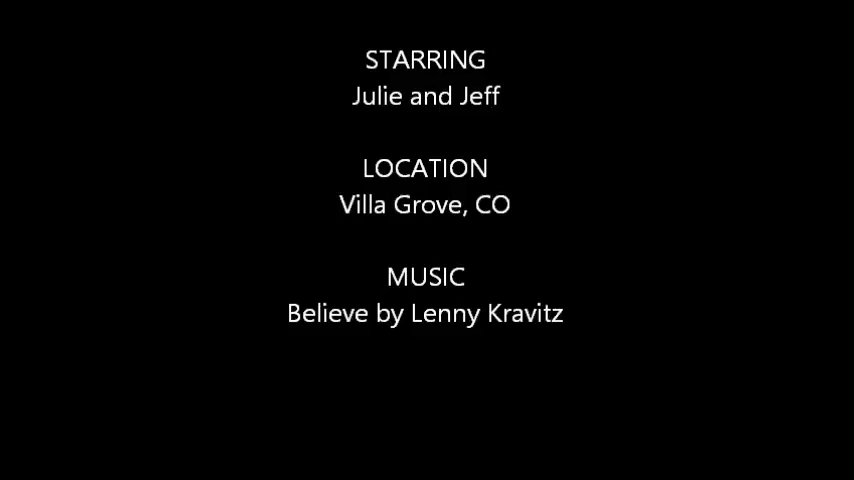 STARRING
Julie and Jeff
LOCATION
Villa Grove, CO
MUSIC
Believe by Lenny Kravitz